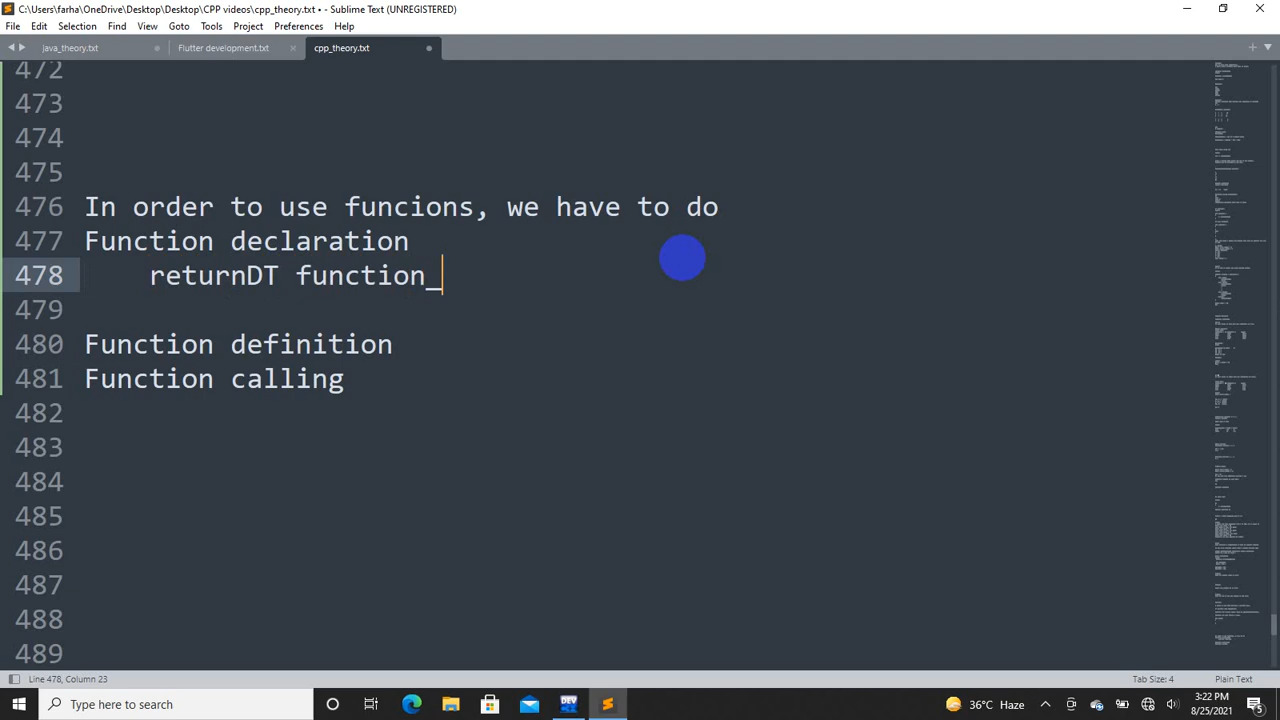 C:\Users\farha\OneDrive\Desktop\Desktop\CPP videos\cpp_theory.txt • - Sublime Text (UNREGISTERED)
File Edit Selection Find View Goto Tools Project Preferences Help
java_theory.txt Flutter development.txt cpp_theory.txt
472
473
474
475
476 In order to use funcions, we have to do
477 Function declaration
478 returnDT function_
479
480 Function definition
481 Function calling
482
483
484
485
486
487
488
489
Line 478, Column 23 Tab Size: 4 Plain Text
Type here to search DEV 36°C Haze 3:22 PM
8/25/2021 5